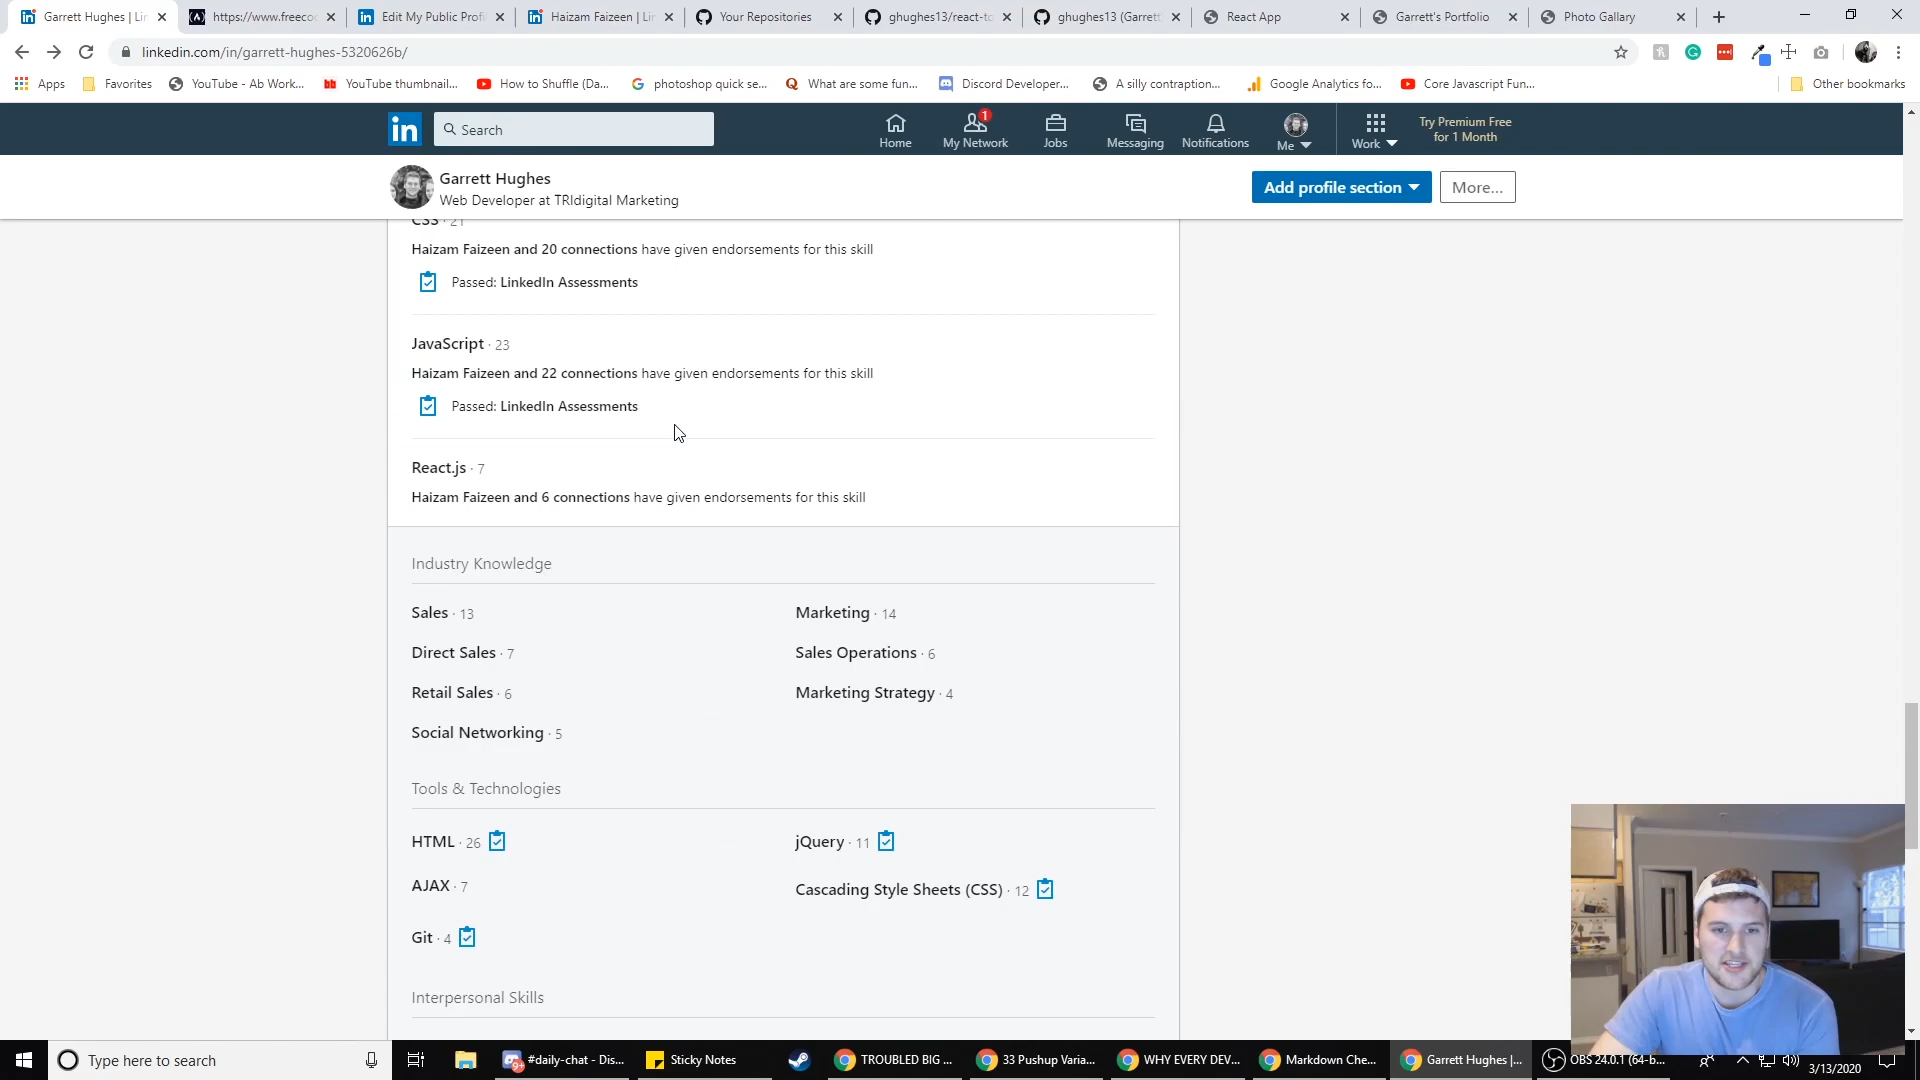 Garrett Hughes | Lin
https://www.freecoc
Edit My Public Profil
Haizam Faizeen | Lin
Your Repositories
ghughes13/react-to
ghughes13 (Garrett
React App
Garrett's Portfolio
Photo Gallary
linkedin.com/in/garrett-hughes-5320626b/
Apps
Favorites
YouTube - Ab Work...
YouTube thumbnail...
How to Shuffle (Da...
photoshop quick se...
What are some fun...
Discord Developer...
A silly contraption...
Google Analytics fo...
Core Javascript Fun...
Other bookmarks
in
Search
Home
1
My Network
Jobs
Messaging
Notifications
Me
Work
Try Premium Free
for 1 Month
Garrett Hughes
Web Developer at TRIdigital Marketing
Add profile section
More...
CSS · 21
Haizam Faizeen and 20 connections have given endorsements for this skill
Passed: LinkedIn Assessments
JavaScript · 23
Haizam Faizeen and 22 connections have given endorsements for this skill
Passed: LinkedIn Assessments
React.js · 7
Haizam Faizeen and 6 connections have given endorsements for this skill
Industry Knowledge
Sales · 13
Marketing · 14
Direct Sales · 7
Sales Operations · 6
Retail Sales · 6
Marketing Strategy · 4
Social Networking · 5
Tools & Technologies
HTML · 26
jQuery · 11
AJAX · 7
Cascading Style Sheets (CSS) · 12
Git · 4
Interpersonal Skills
Type here to search
#daily-chat - Dis...
Sticky Notes
TROUBLED BIG ...
33 Pushup Varia...
WHY EVERY DEV...
Markdown Che...
Garrett Hughes |...
OBS 24.0.1 (64-b...
3/13/2020